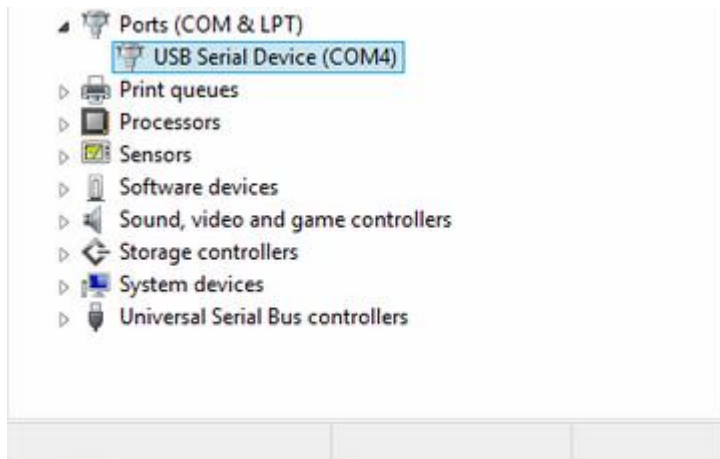 Ports (COM & LPT)
USB Serial Device (COM4)
Print queues
Processors
Sensors
Software devices
Sound, video and game controllers
Storage controllers
System devices
Universal Serial Bus controllers